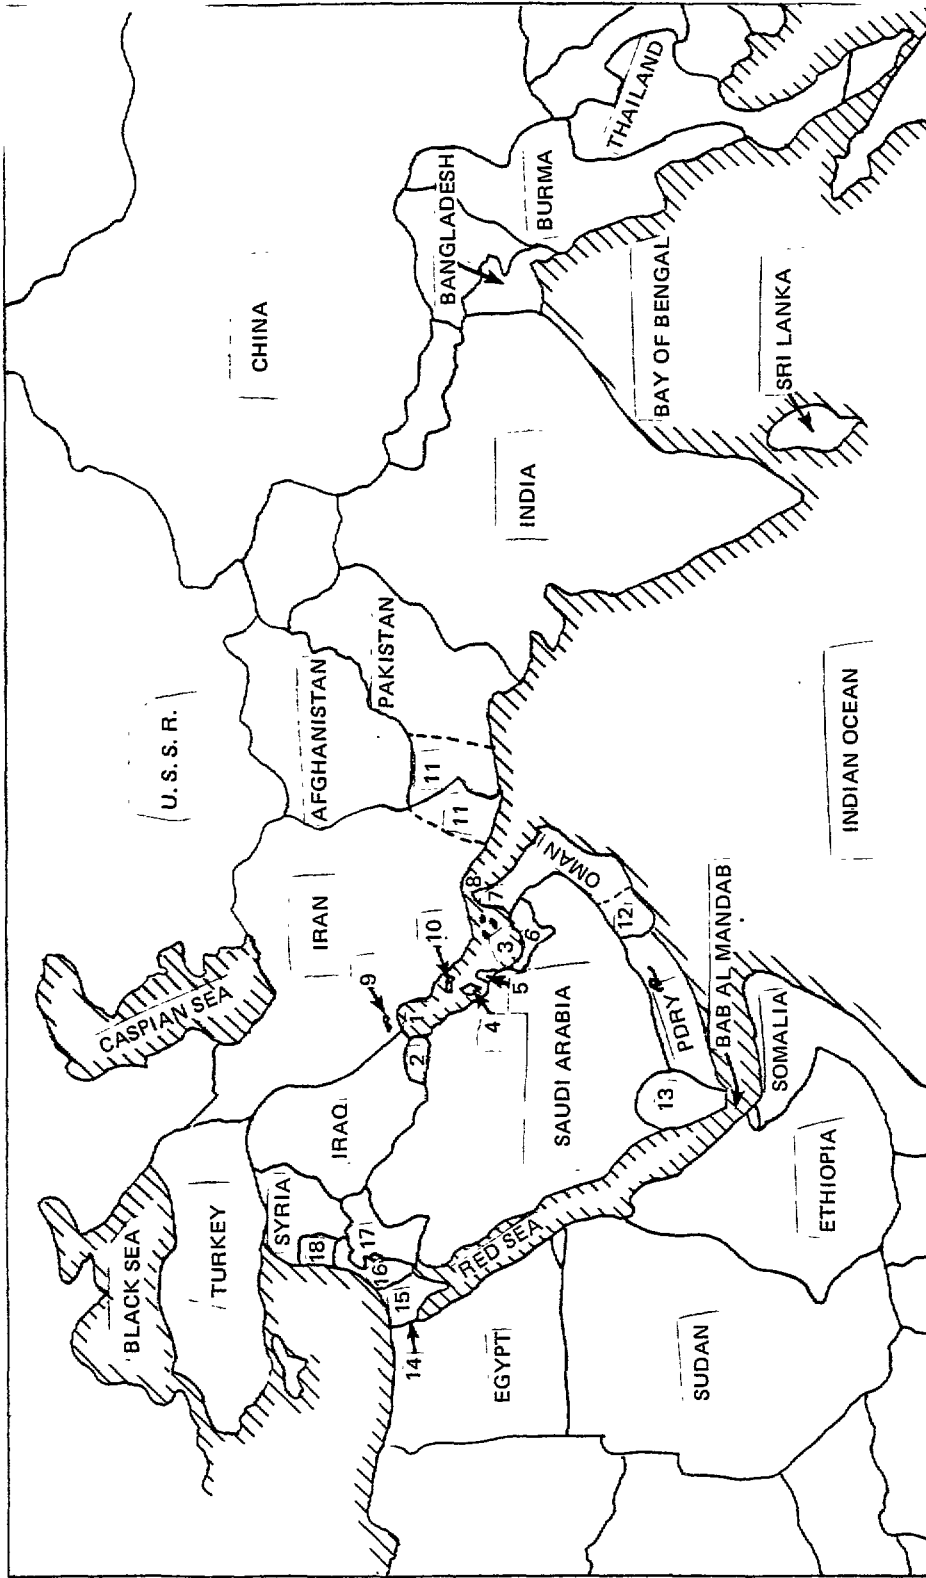 BLACK SEA
CASPIAN SEA
U. S. S. R.
CHINA
TURKEY
SYRIA
IRAQ
IRAN
AFGHANISTAN
PAKISTAN
BANGLADESH
BURMA
THAILAND
INDIA
BAY OF BENGAL
SRI LANKA
EGYPT
SUDAN
RED SEA
SAUDI ARABIA
OMAN
PDRY
BAB AL MANDAB
SOMALIA
ETHIOPIA
INDIAN OCEAN
1
2
3
4
5
6
7
8
9
10
11
11
12
13
14
15
16
17
18